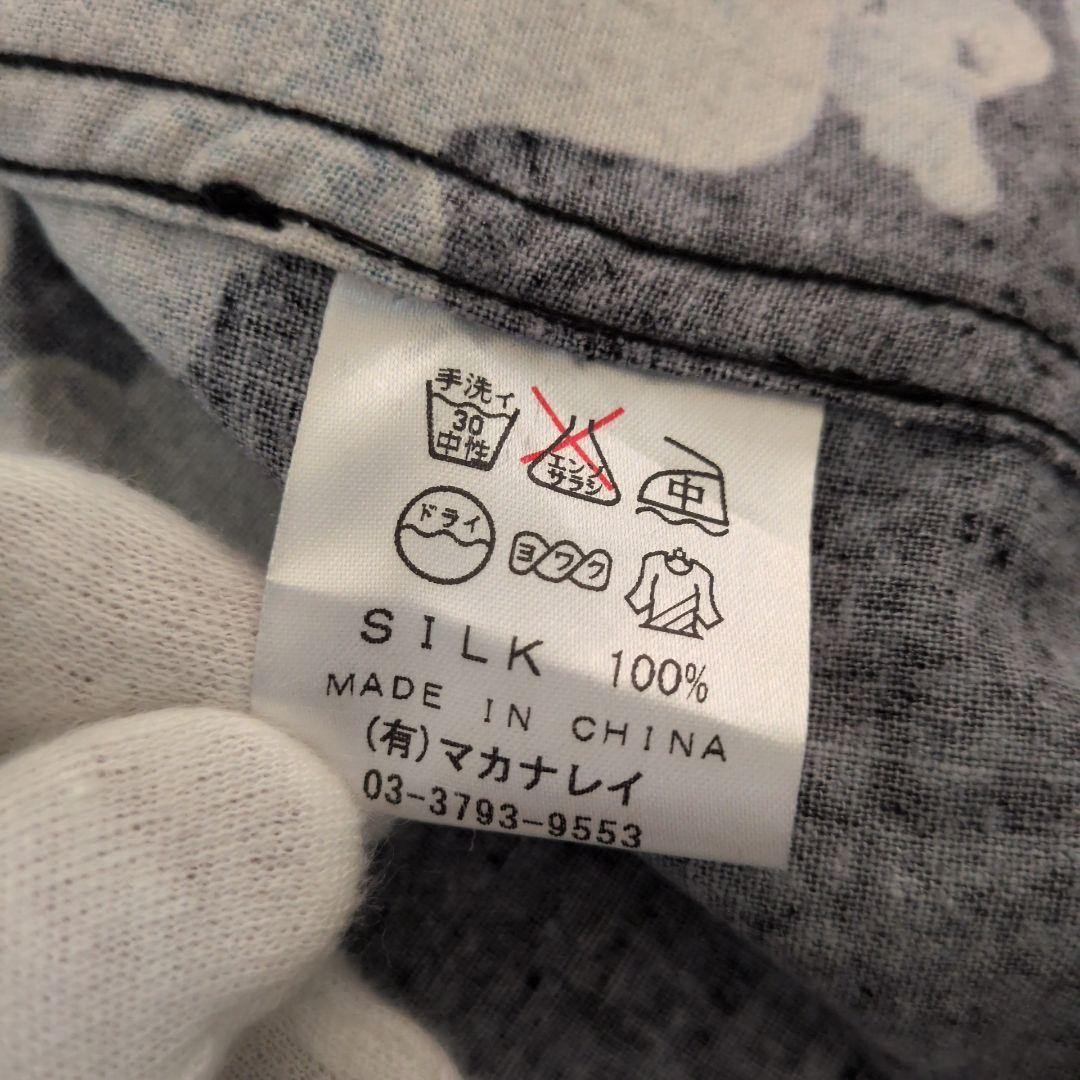 手洗イ
30
中性
エンソ
サラシ
中
ドライ
ヨワク
SILK 100%
MADE IN CHINA
(有)マカナレイ
03-3793-9553